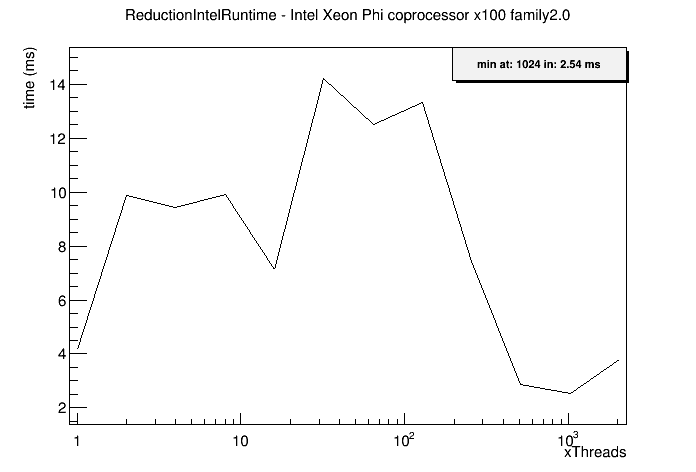 ReductionIntelRuntime - Intel Xeon Phi coprocessor x100 family2.0
time (ms)
min at: 1024 in: 2.54 ms
14
12
10
8
6
4
2
1 10 10² 10³
xThreads